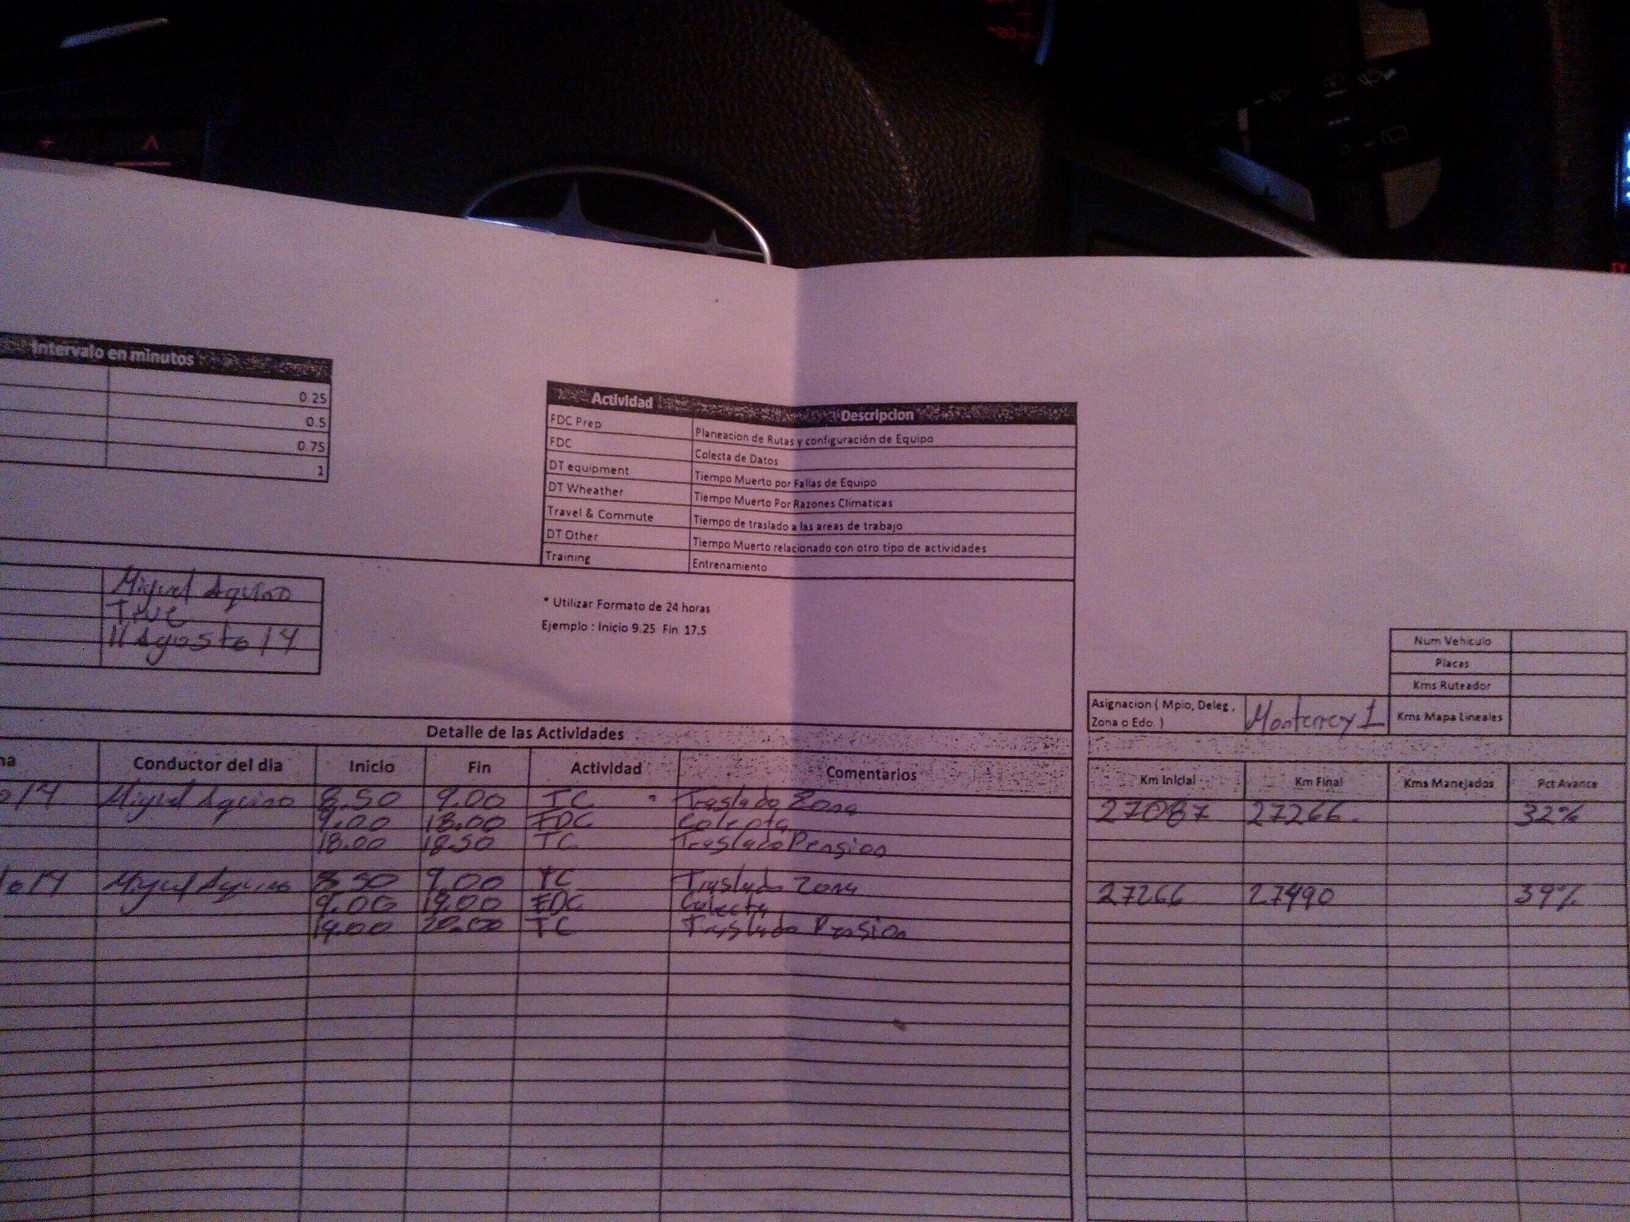 Intervalo en minutos
0.25
0.5
0.75
1
Actividad Descripcion
FDC Prep Planeacion de Rutas y configuración de Equipo
FDC Colecta de Datos
DT equipment Tiempo Muerto por Fallas de Equipo
DT Wheather Tiempo Muerto Por Razones Climaticas
Travel & Commute Tiempo de traslado a las areas de trabajo
DT Other Tiempo Muerto relacionado con otro tipo de actividades
Training Entrenamiento
Miguel Aquino
11 Agosto 14
* Utilizar Formato de 24 horas
Ejemplo : Inicio 9.25 Fin 17.5
Num Vehiculo
Placas
Kms Ruteador
Asignacion ( Mpio, Deleg , Zona o Edo. ) Monterrey 1 Kms Mapa Lineales
Detalle de las Actividades
Conductor del dia Inicio Fin Actividad Comentarios Km Inicial Km Final Kms Manejados Pct Avance
Miguel Aquino 8.50 9.00 TC Traslado Zona 27087 27266 32%
9.00 18.00 FDC Colecta
18.00 18.50 TC Traslado Pension
Miguel Aquino 8.50 9.00 TC Traslado Zona 27266 27490 39%
9.00 19.00 FDC Colecta
19.00 20.00 TC Traslado Pension